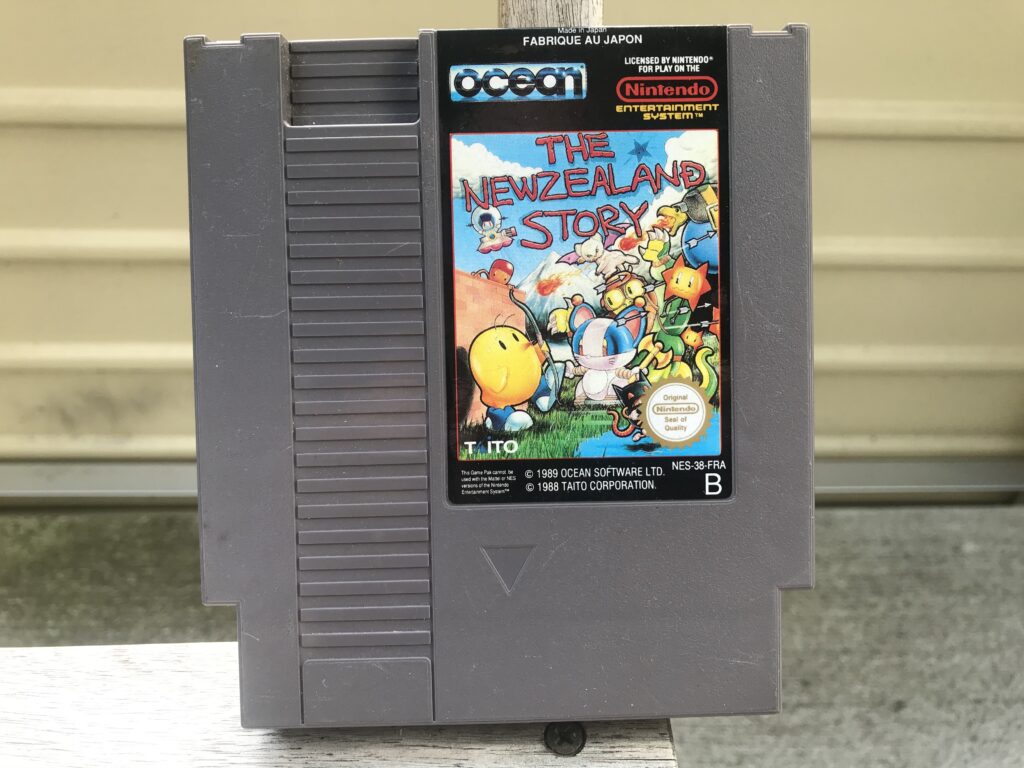 Made in Japan
FABRIQUE AU JAPON
ocean
LICENSED BY NINTENDO®
FOR PLAY ON THE
Nintendo®
ENTERTAINMENT
SYSTEM™
THE
NEWZEALAND
STORY
Original
Nintendo
Seal of
Quality
T ITO
This Game Pak cannot be
used with the Mattel or NES
versions of the Nintendo
Entertainment System™
© 1989 OCEAN SOFTWARE LTD.
© 1988 TAITO CORPORATION.
NES-38-FRA
B